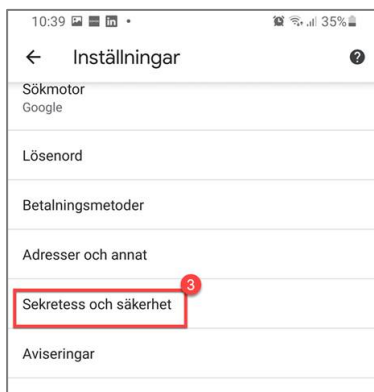 10:39 35%
Inställningar
Sökmotor
Google
Lösenord
Betalningsmetoder
Adresser och annat
3
Sekretess och säkerhet
Aviseringar